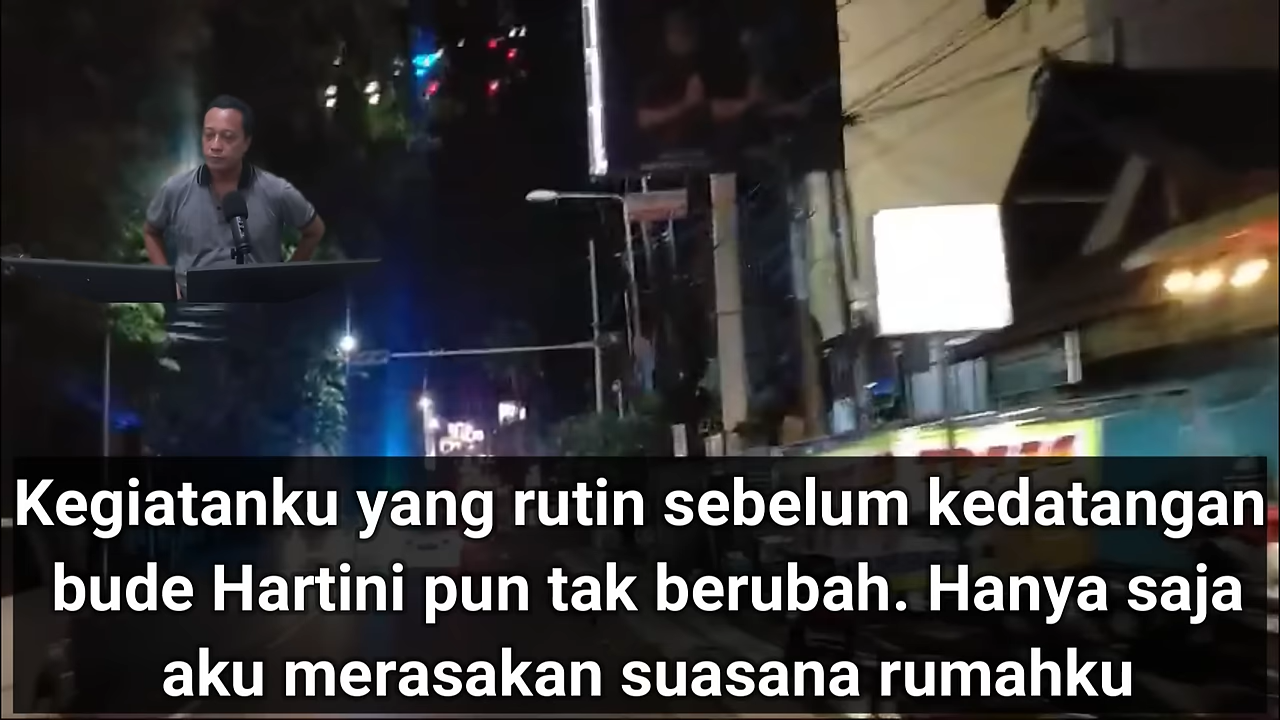 Kegiatanku yang rutin sebelum kedatangan
bude Hartini pun tak berubah. Hanya saja
aku merasakan suasana rumahku